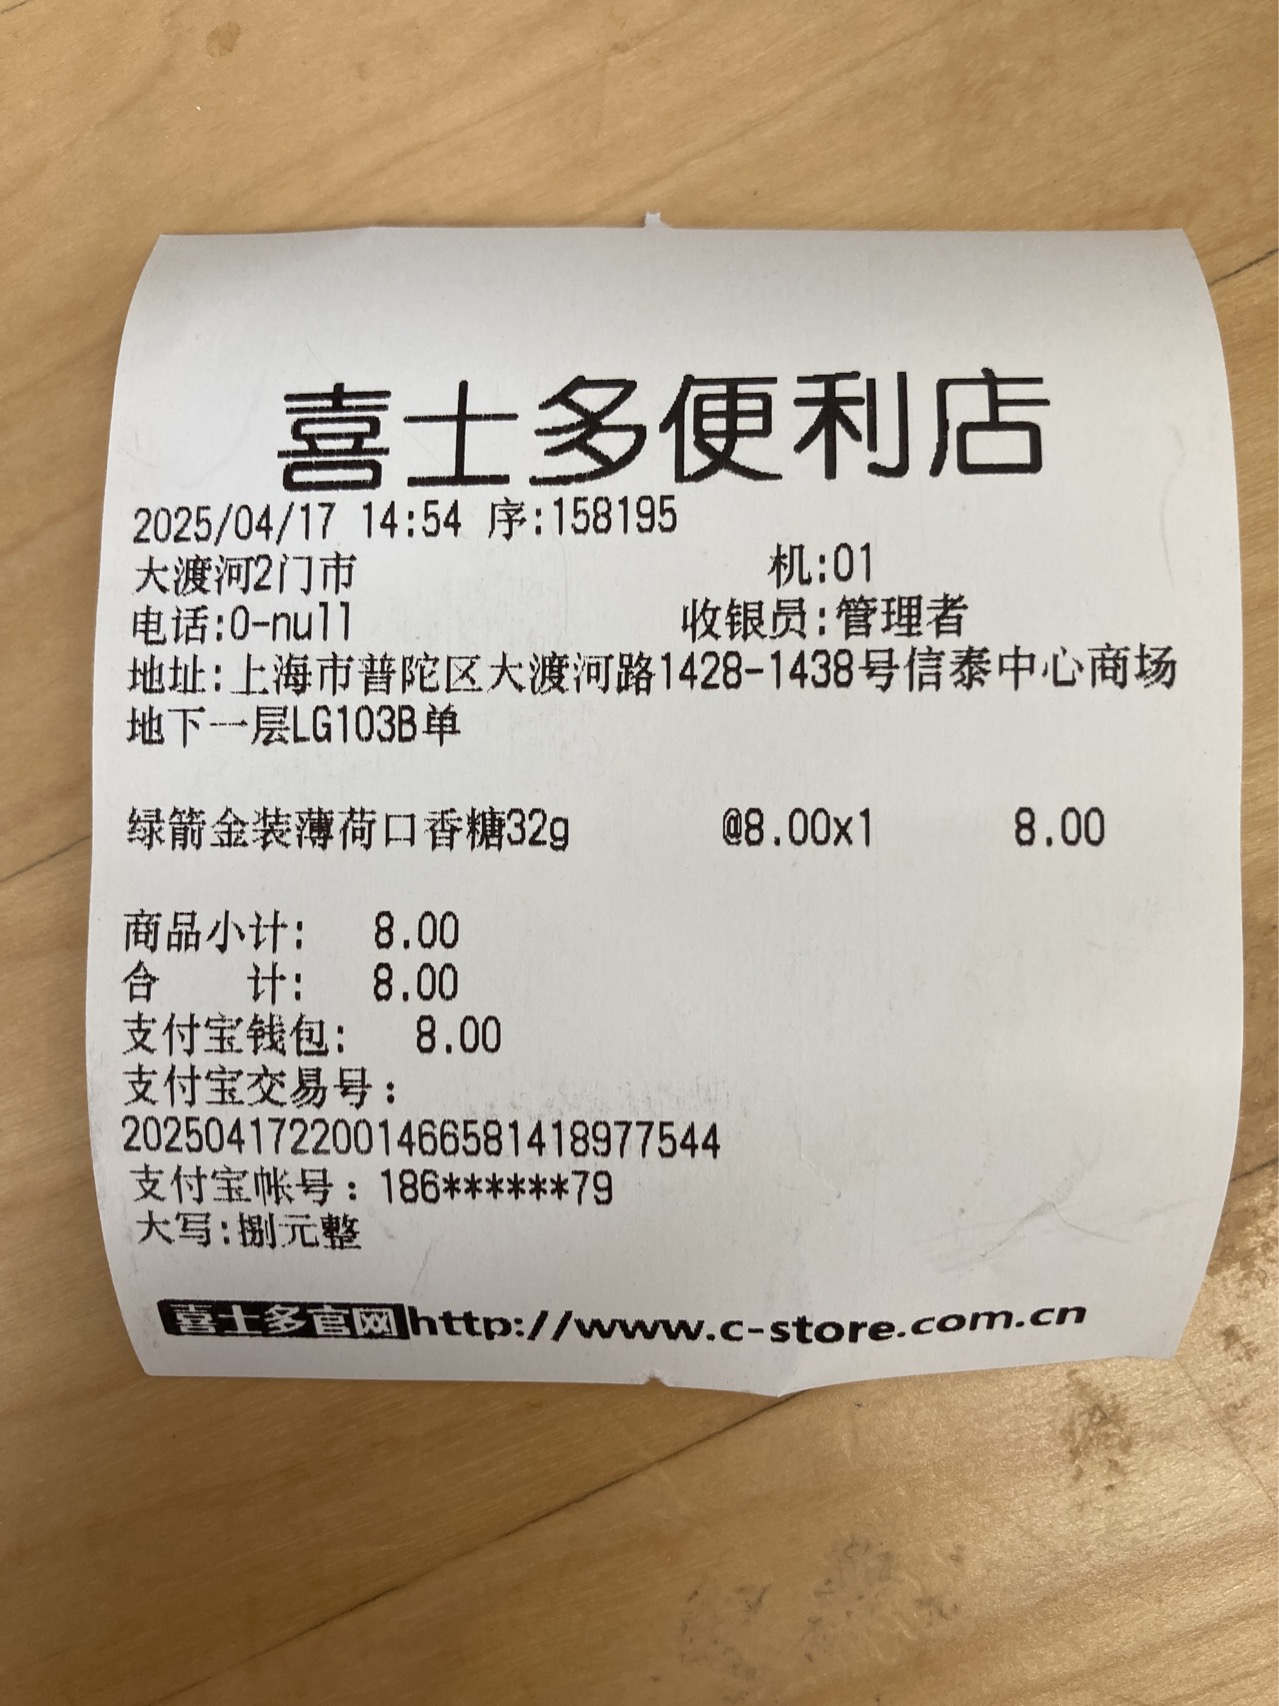 喜士多便利店
2025/04/17 14:54 序:158195
大渡河2门市 机:01
电话:0-null 收银员:管理者
地址:上海市普陀区大渡河路1428-1438号信泰中心商场
地下一层LG103B单
绿箭金装薄荷口香糖32g @8.00x1 8.00
商品小计: 8.00
合 计: 8.00
支付宝钱包: 8.00
支付宝交易号:
2025041722001466581418977544
支付宝帐号:186******79
大写:捌元整
喜士多官网http://www.c-store.com.cn